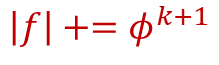 |f| += ϕ^{k+1}